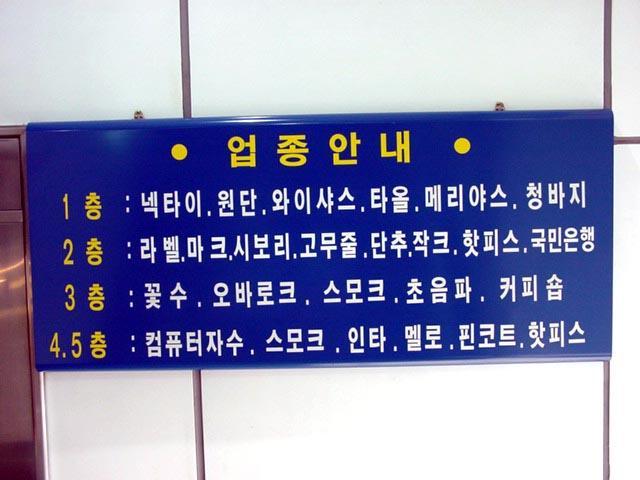 ● 업종안내 ●
1층 : 넥타이. 원단. 와이샤스. 타올. 메리야스. 청바지
2층 : 라벨.마크.시보리.고무줄.단추.작크.핫피스.국민은행
3층 : 꽃수. 오바로크. 스모크. 초음파. 커피숍
4.5층 : 컴퓨터자수. 스모크. 인타. 멜로. 핀코트.핫피스